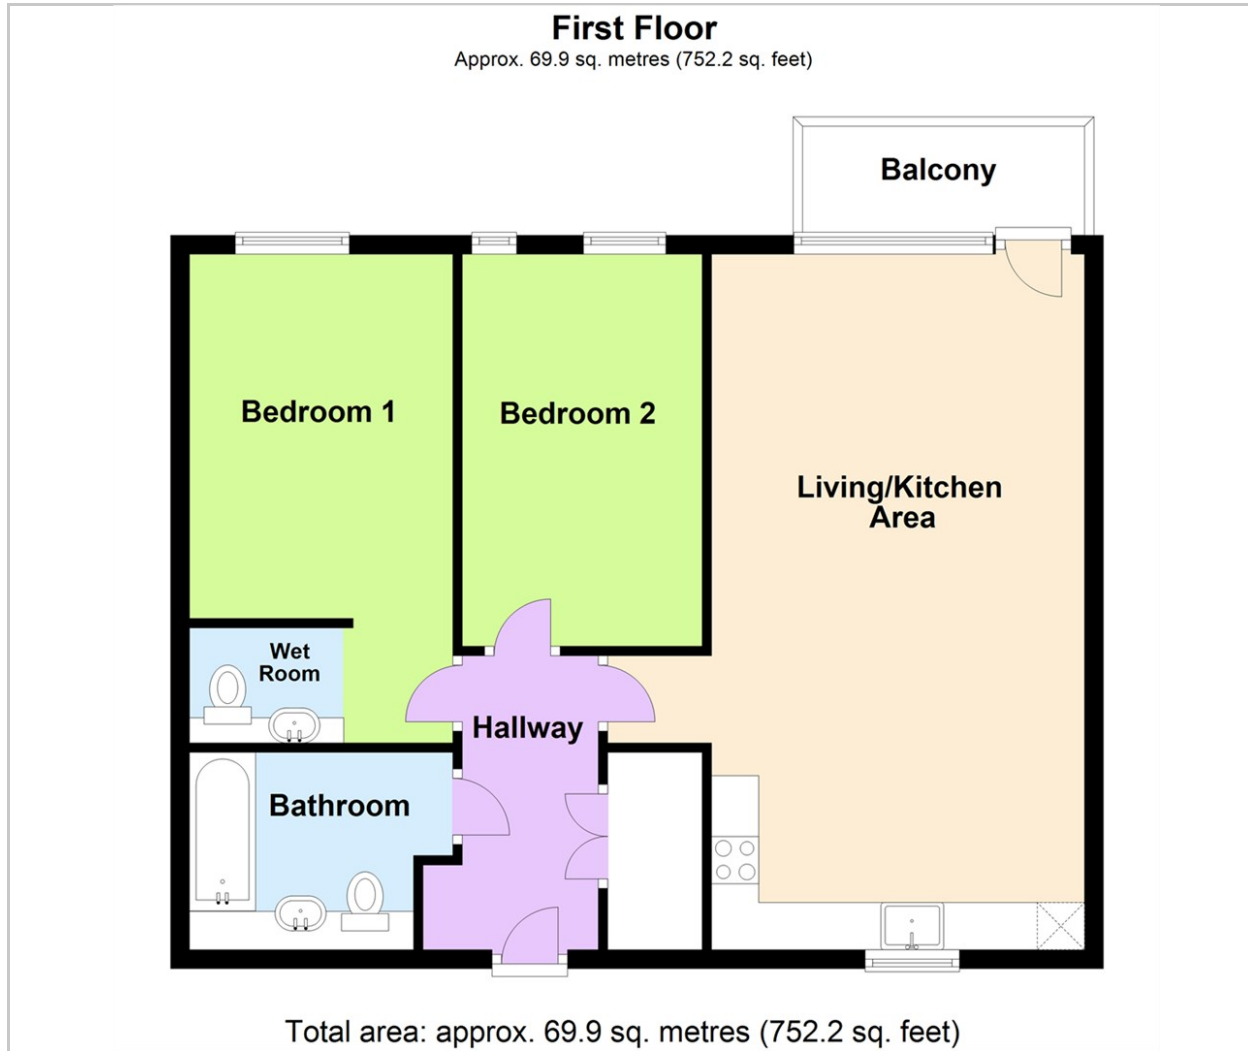 First Floor
Approx. 69.9 sq. metres (752.2 sq. feet)
Balcony
Bedroom 1
Bedroom 2
Living/Kitchen
Area
Wet
Room
Hallway
Bathroom
Total area: approx. 69.9 sq. metres (752.2 sq. feet)